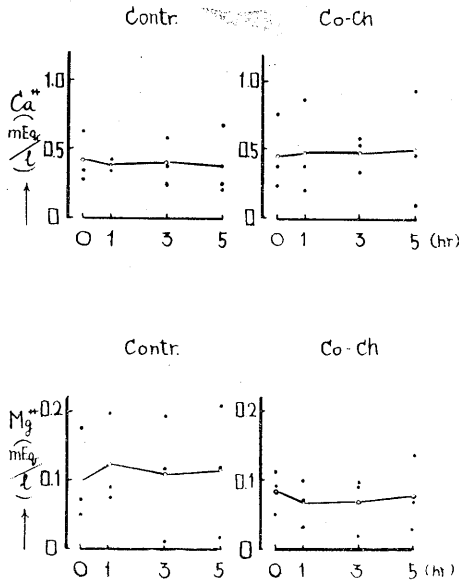 Contr. Co-Ch
Ca++ (mEq/l)
1.0 1.0
0.5 0.5
0 0
0 1 3 5 0 1 3 5 (hr)
Contr. Co-Ch
Mg++ (mEq/l)
0.2 0.2
0.1 0.1
0 0
0 1 3 5 0 1 3 5 (hr)